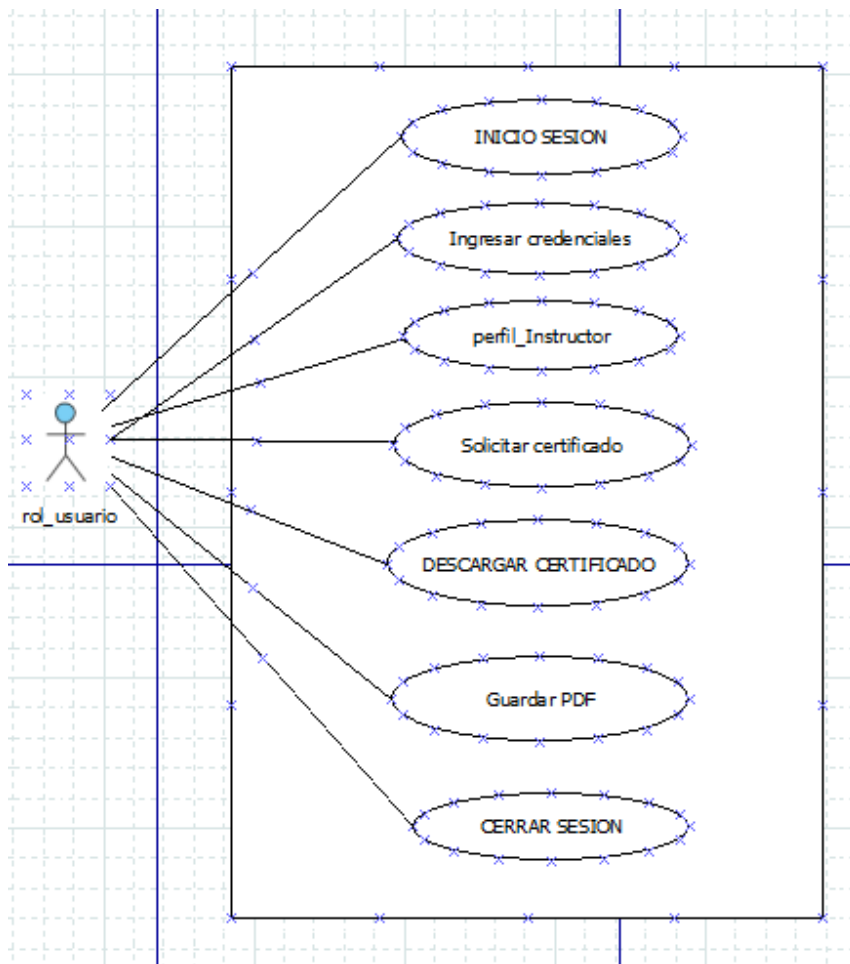 INICIO SESION
Ingresar credenciales
perfil_Instructor
Solicitar certificado
rol_usuario
DESCARGAR CERTIFICADO
Guardar PDF
CERRAR SESION